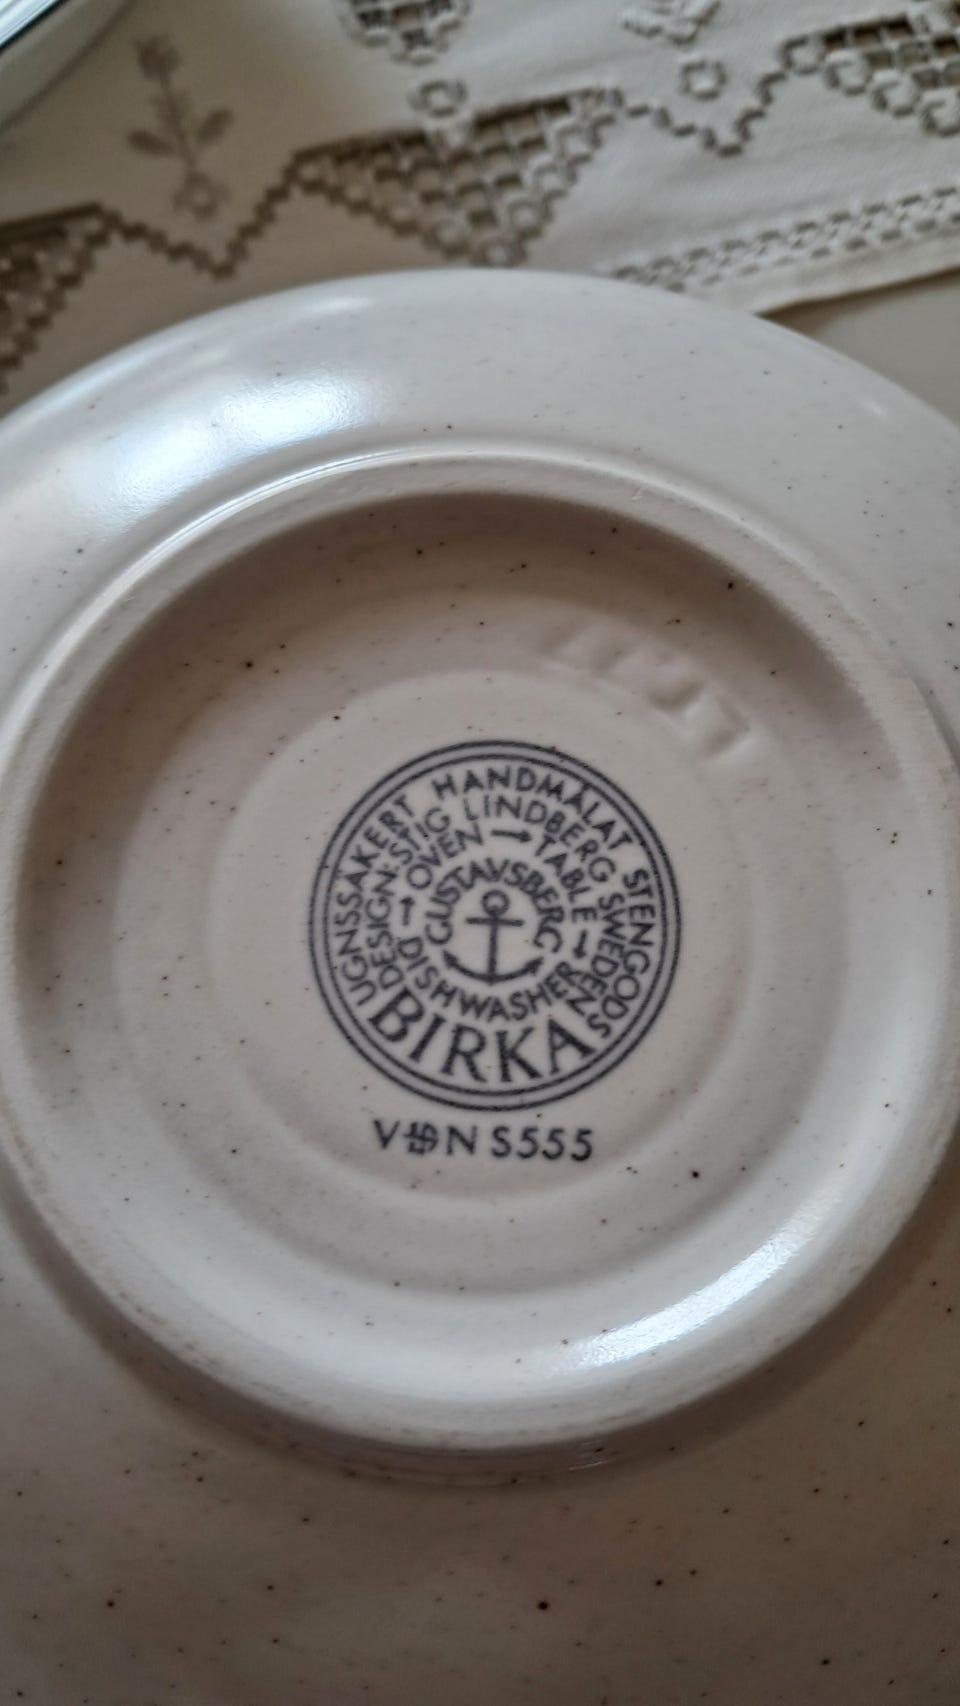 UGNSSÄKERT HANDMÅLAT STENGODS
DESIGN: STIG LINDBERG SWEDEN
OVEN → TABLE → DISHWASHER →
GUSTAVSBERG
BIRKA
N S555